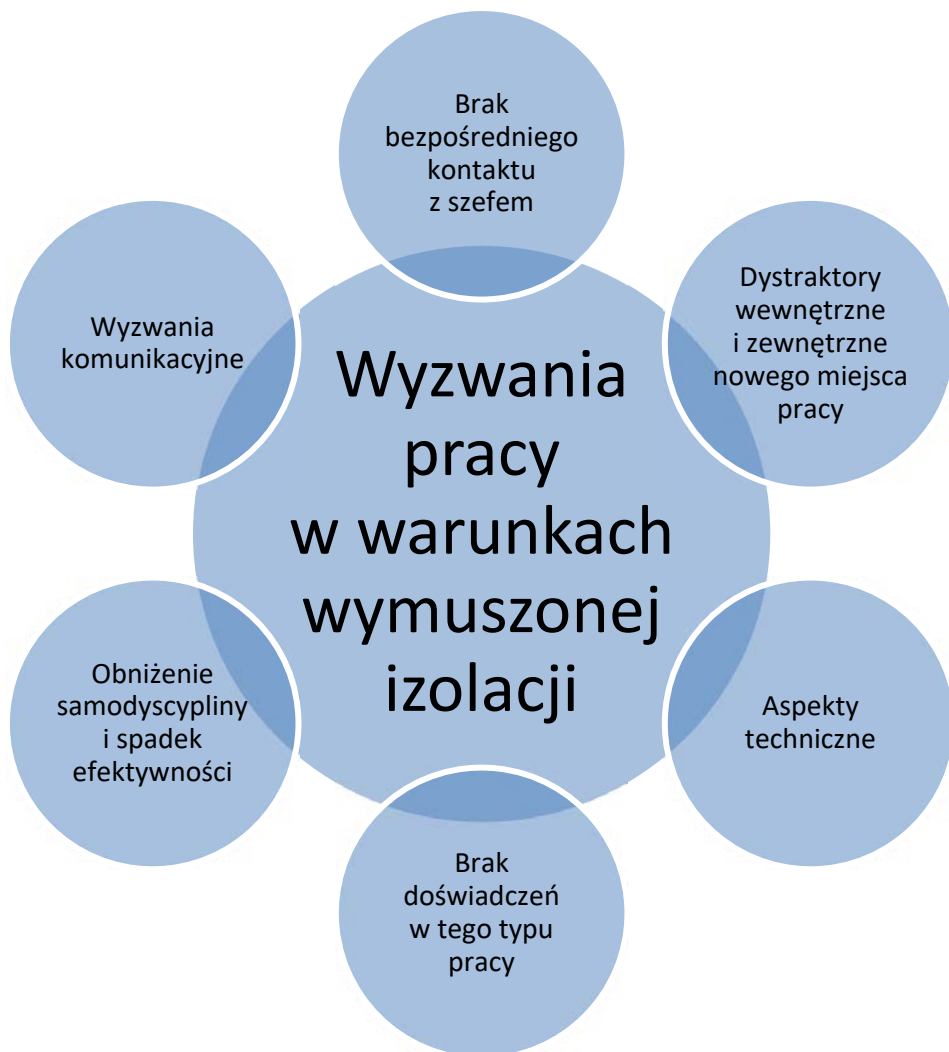 Brak
bezpośredniego
kontaktu
z szefem
Dystraktory
wewnętrzne
i zewnętrzne
nowego miejsca
pracy
Aspekty
techniczne
Brak
doświadczeń
w tego typu
pracy
Obniżenie
samodyscypliny
i spadek
efektywności
Wyzwania
komunikacyjne
Wyzwania
pracy
w warunkach
wymuszonej
izolacji